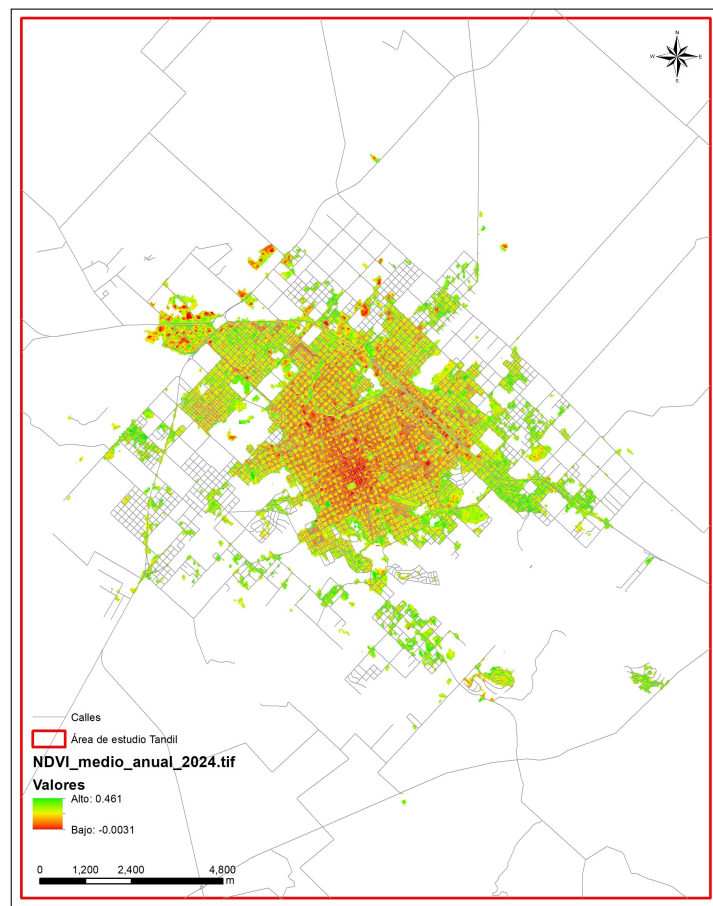 N
W E
S
Calles
Área de estudio Tandil
NDVI_medio_anual_2024.tif
Valores
Alto: 0.461
Bajo: -0.0031
0 1,200 2,400 4,800
m